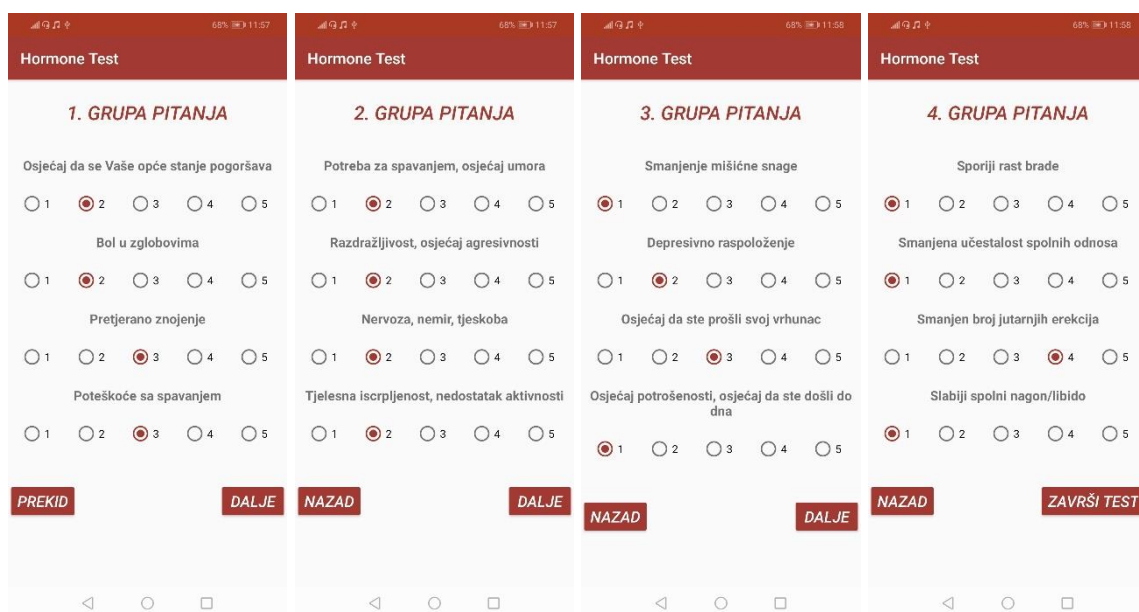 68% 11:57
Hormone Test
1. GRUPA PITANJA
Osjećaj da se Vaše opće stanje pogoršava
1 2 3 4 5
Bol u zglobovima
1 2 3 4 5
Pretjerano znojenje
1 2 3 4 5
Poteškoće sa spavanjem
1 2 3 4 5
PREKID DALJE
68% 11:57
Hormone Test
2. GRUPA PITANJA
Potreba za spavanjem, osjećaj umora
1 2 3 4 5
Razdražljivost, osjećaj agresivnosti
1 2 3 4 5
Nervoza, nemir, tjeskoba
1 2 3 4 5
Tjelesna iscrpljenost, nedostatak aktivnosti
1 2 3 4 5
NAZAD DALJE
68% 11:58
Hormone Test
3. GRUPA PITANJA
Smanjenje mišićne snage
1 2 3 4 5
Depresivno raspoloženje
1 2 3 4 5
Osjećaj da ste prošli svoj vrhunac
1 2 3 4 5
Osjećaj potrošenosti, osjećaj da ste došli do
dna
1 2 3 4 5
NAZAD DALJE
68% 11:58
Hormone Test
4. GRUPA PITANJA
Sporiji rast brade
1 2 3 4 5
Smanjena učestalost spolnih odnosa
1 2 3 4 5
Smanjen broj jutarnjih erekcija
1 2 3 4 5
Slabiji spolni nagon/libido
1 2 3 4 5
NAZAD ZAVRŠI TEST